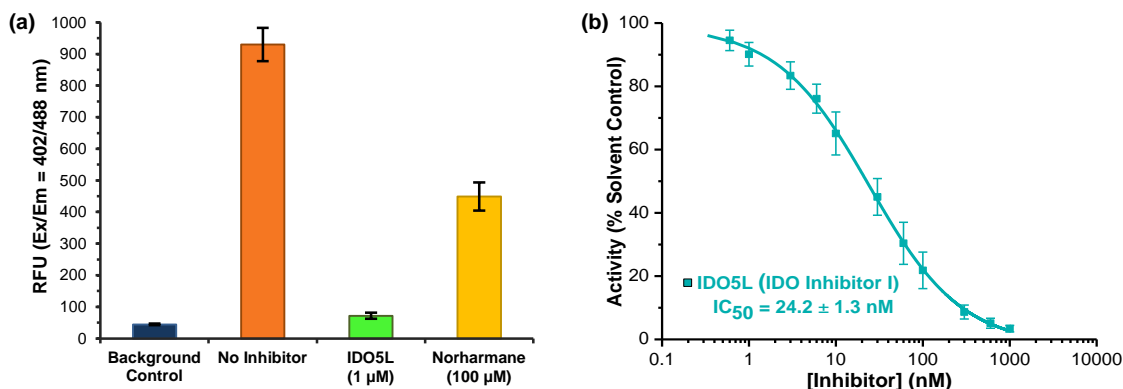 (a)
RFU (Ex/Em = 402/488 nm)
1000
900
800
700
600
500
400
300
200
100
0
Background
Control
No Inhibitor
IDO5L
(1 µM)
Norharmane
(100 µM)
(b)
Activity (% Solvent Control)
100
80
60
40
20
0
IDO5L (IDO Inhibitor I)
IC50 = 24.2 ± 1.3 nM
0.1
1
10
100
1000
10000
[Inhibitor] (nM)